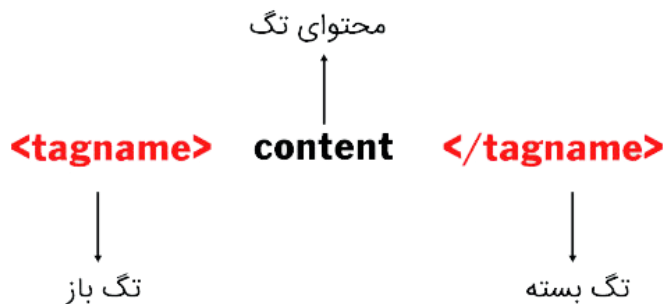 محتوای تگ
<tagname> content </tagname>
تگ باز
تگ بسته